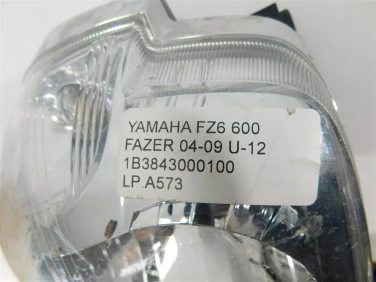 YAMAHA FZ6 600
FAZER 04-09 U-12
1B3843000100
LP.A573